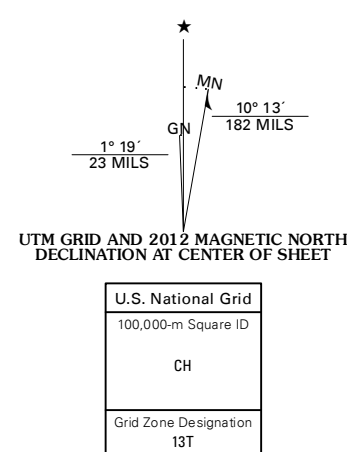 MN
10° 13´
182 MILS
GN
1° 19´
23 MILS
UTM GRID AND 2012 MAGNETIC NORTH
DECLINATION AT CENTER OF SHEET
U.S. National Grid
100,000-m Square ID
CH
Grid Zone Designation
13T